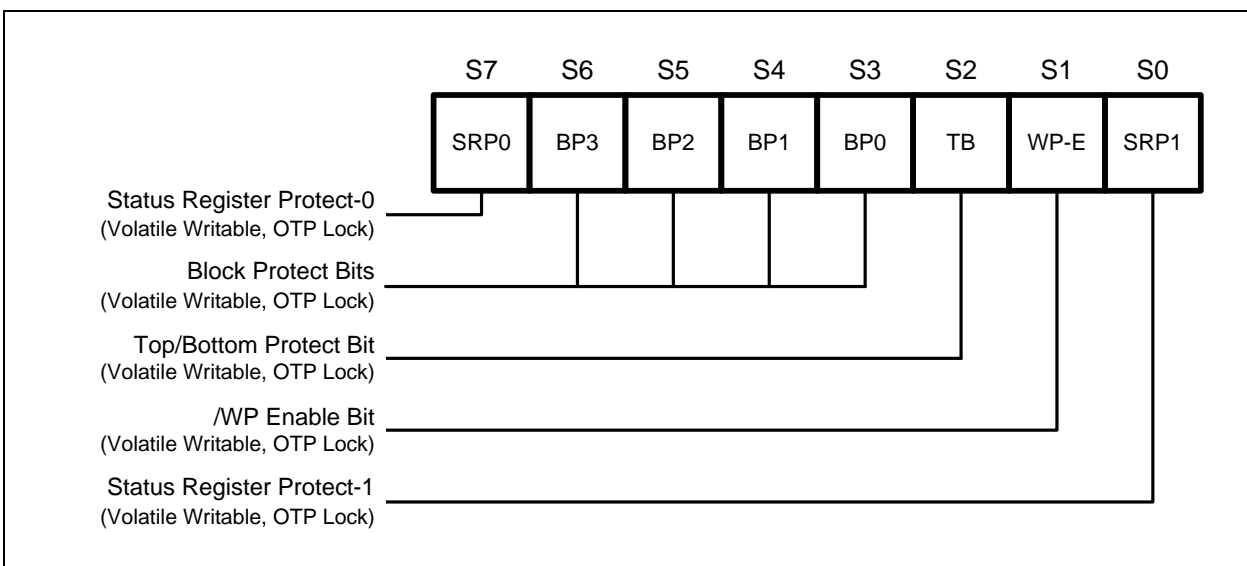 S7 S6 S5 S4 S3 S2 S1 S0
SRP0 BP3 BP2 BP1 BP0 TB WP-E SRP1
Status Register Protect-0
(Volatile Writable, OTP Lock)
Block Protect Bits
(Volatile Writable, OTP Lock)
Top/Bottom Protect Bit
(Volatile Writable, OTP Lock)
/WP Enable Bit
(Volatile Writable, OTP Lock)
Status Register Protect-1
(Volatile Writable, OTP Lock)